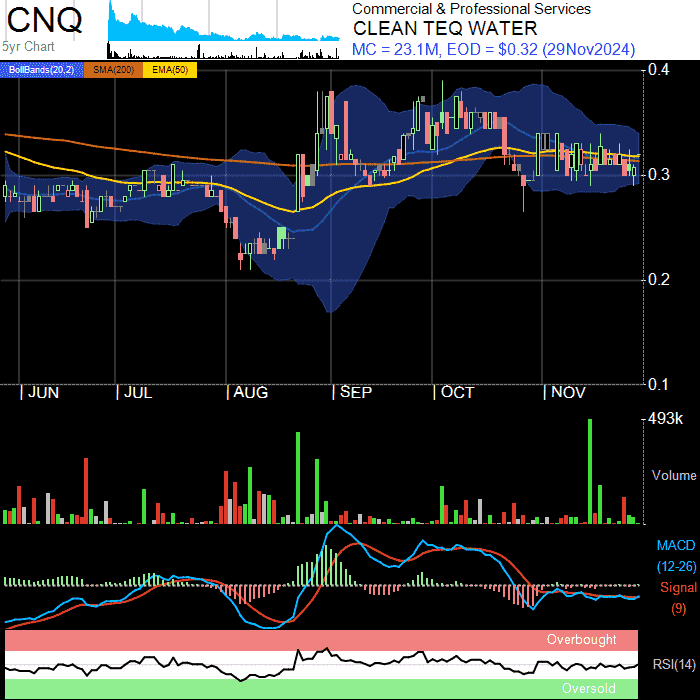 CNQ
5yr Chart
Commercial & Professional Services
CLEAN TEQ WATER
MC = 23.1M, EOD = $0.32 (29Nov2024)
BollBands(20,2) SMA(200) EMA(50)
0.4
0.3
0.2
0.1
JUN JUL AUG SEP OCT NOV
493k
Volume
MACD
(12-26)
Signal
(9)
Overbought
RSI(14)
Oversold